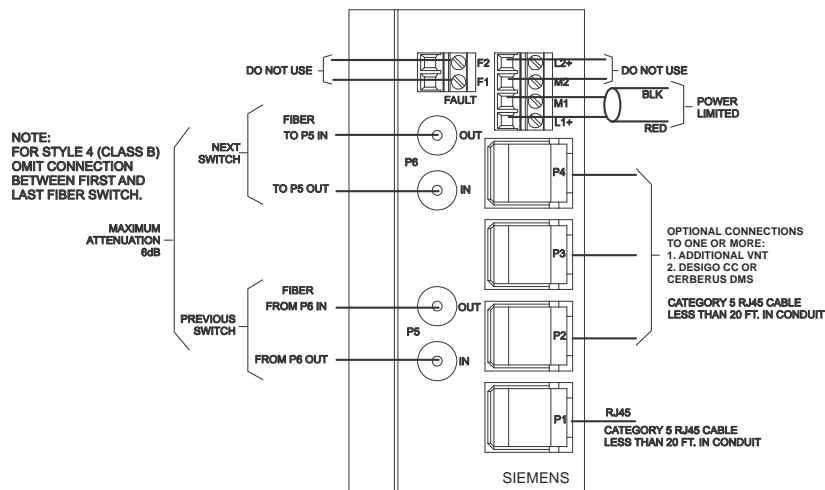 DO NOT USE
F2
F1
FAULT
L2+
M2
M1
L1+
DO NOT USE
BLK
RED
POWER
LIMITED
NOTE:
FOR STYLE 4 (CLASS B)
OMIT CONNECTION
BETWEEN FIRST AND
LAST FIBER SWITCH.
MAXIMUM
ATTENUATION
6dB
NEXT
SWITCH
FIBER
TO P5 IN
TO P5 OUT
OUT
P6
IN
PREVIOUS
SWITCH
FIBER
FROM P6 IN
FROM P6 OUT
OUT
P5
IN
P4
P3
P2
P1
OPTIONAL CONNECTIONS
TO ONE OR MORE:
1. ADDITIONAL VNT
2. DESIGO CC OR
CERBERUS DMS
CATEGORY 5 RJ45 CABLE
LESS THAN 20 FT. IN CONDUIT
RJ45
CATEGORY 5 RJ45 CABLE
LESS THAN 20 FT. IN CONDUIT
SIEMENS